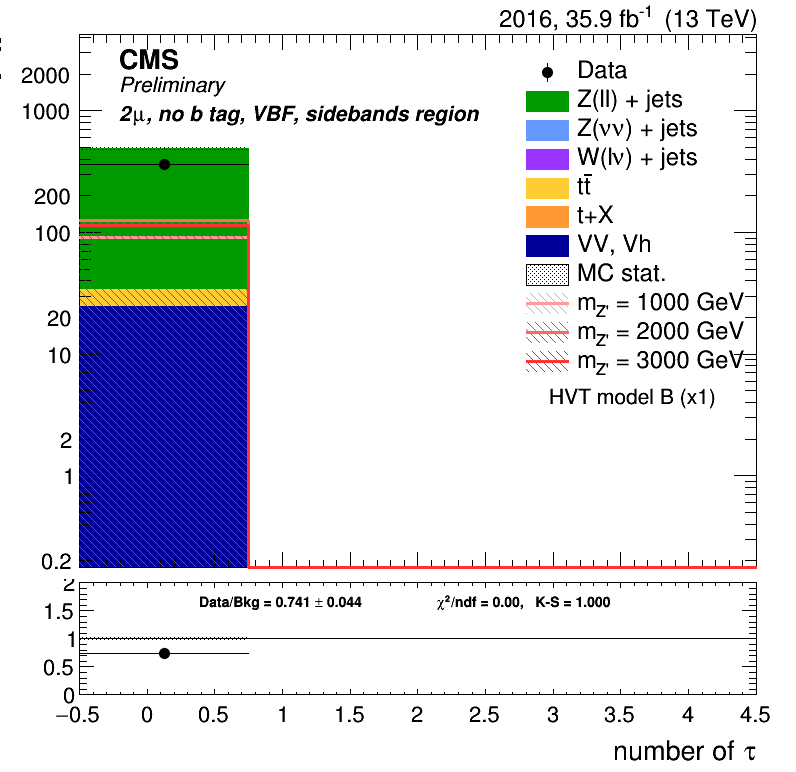 2016, 35.9 fb⁻¹ (13 TeV)
CMS
Preliminary
2μ, no b tag, VBF, sidebands region
Data
Z(ll) + jets
Z(νν) + jets
W(lν) + jets
tt̄
t+X
VV, Vh
MC stat.
m_Z' = 1000 GeV
m_Z' = 2000 GeV
m_Z' = 3000 GeV
HVT model B (x1)
2000
1000
200
100
20
10
2
1
0.2
Data/Bkg = 0.741 ± 0.044 χ²/ndf = 0.00, K-S = 1.000
2
1.5
1
0.5
0
−0.5 0 0.5 1 1.5 2 2.5 3 3.5 4 4.5
number of τ